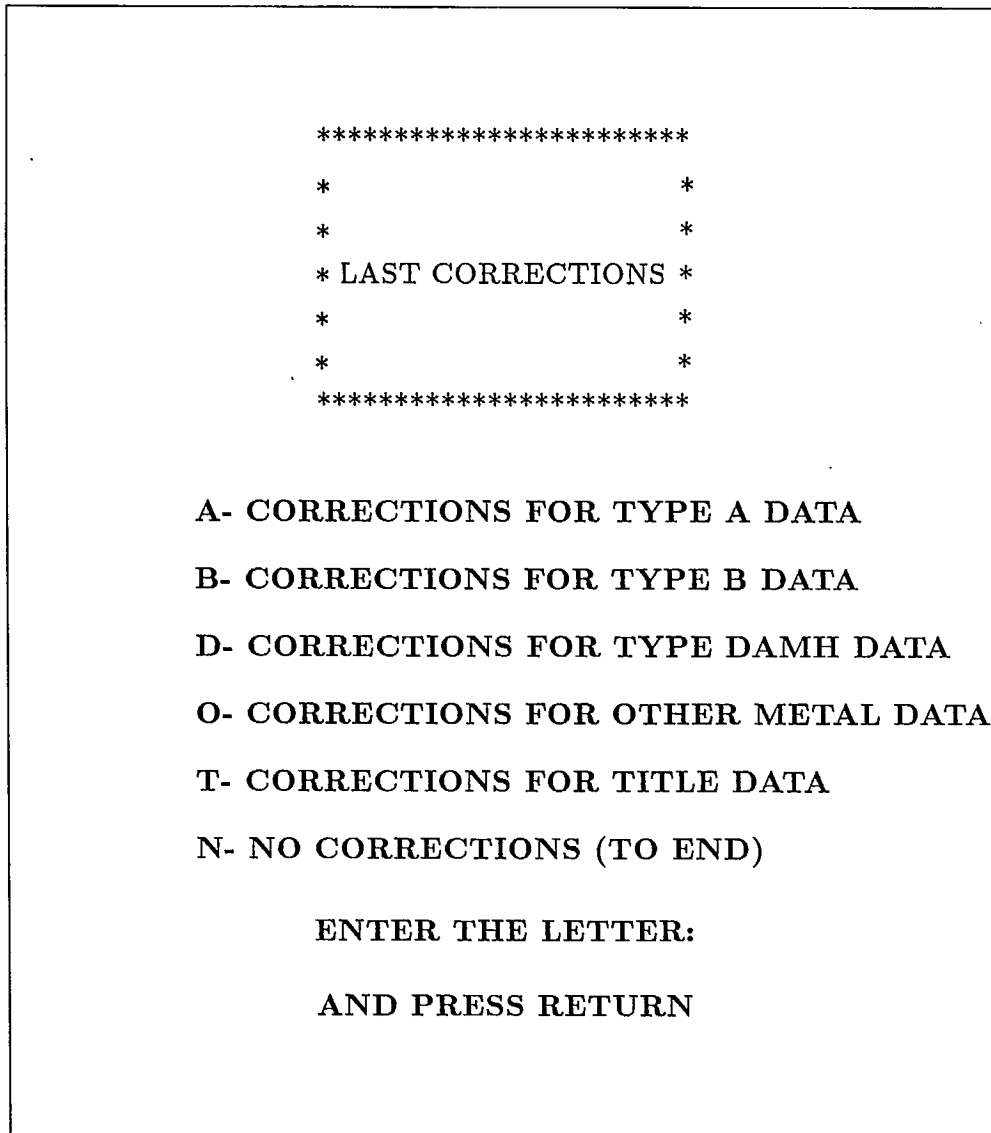 ************************
* *
* *
* LAST CORRECTIONS *
* *
* *
************************
A- CORRECTIONS FOR TYPE A DATA
B- CORRECTIONS FOR TYPE B DATA
D- CORRECTIONS FOR TYPE DAMH DATA
O- CORRECTIONS FOR OTHER METAL DATA
T- CORRECTIONS FOR TITLE DATA
N- NO CORRECTIONS (TO END)
ENTER THE LETTER:
AND PRESS RETURN